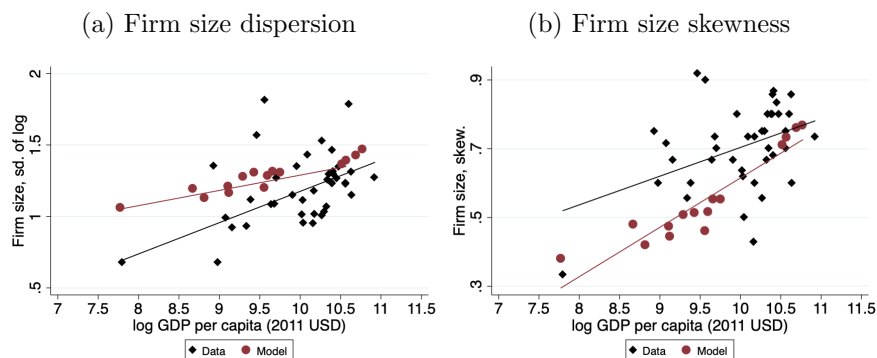 (a) Firm size dispersion
Firm size, sd. of log
2
1.5
1
.5
7 7.5 8 8.5 9 9.5 10 10.5 11 11.5
log GDP per capita (2011 USD)
Data Model
(b) Firm size skewness
Firm size, skew.
.9
.7
.5
.3
7 7.5 8 8.5 9 9.5 10 10.5 11 11.5
log GDP per capita (2011 USD)
Data Model